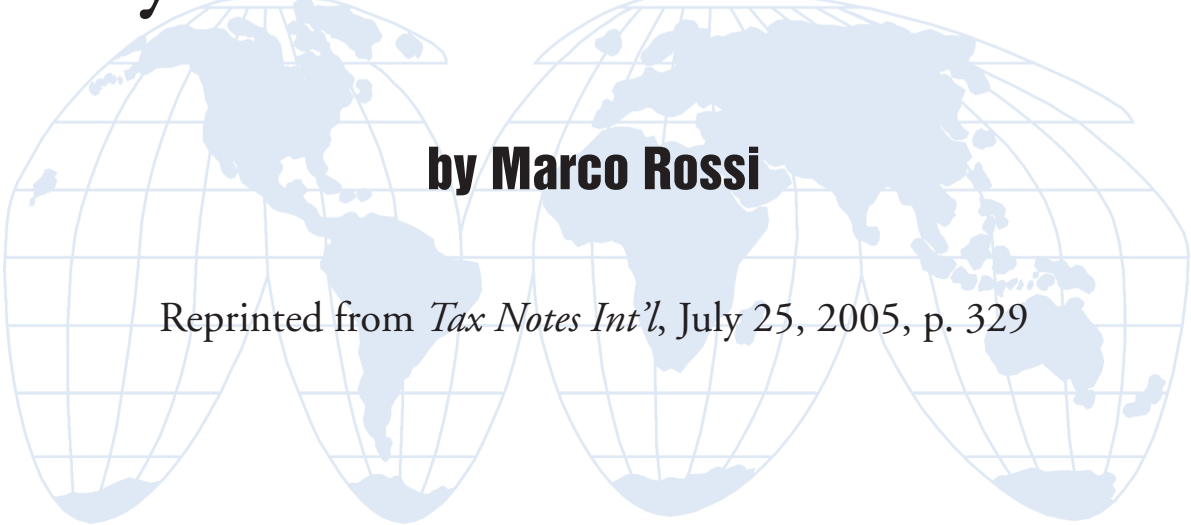 by Marco Rossi
Reprinted from Tax Notes Int’l, July 25, 2005, p. 329